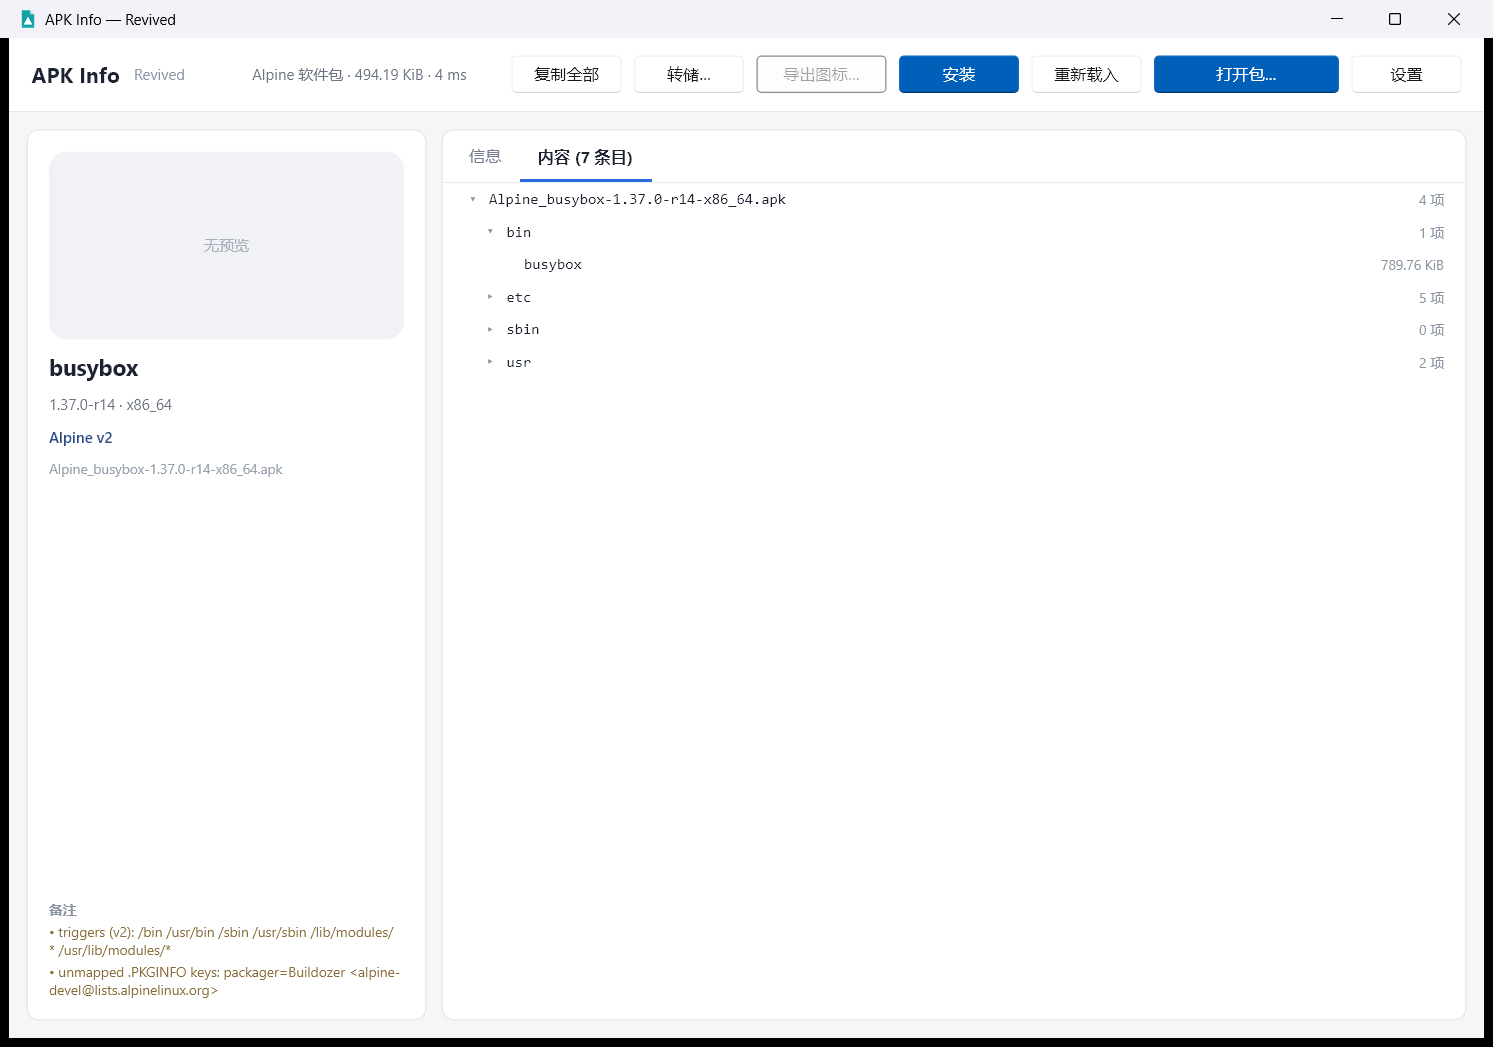 APK Info — Revived
APK Info Revived Alpine 软件包 · 494.19 KiB · 4 ms 复制全部 转储... 导出图标... 安装 重新载入 打开包... 设置
无预览
busybox
1.37.0-r14 · x86_64
Alpine v2
Alpine_busybox-1.37.0-r14-x86_64.apk
备注
• triggers (v2): /bin /usr/bin /sbin /usr/sbin /lib/modules/
* /usr/lib/modules/*
• unmapped .PKGINFO keys: packager=Buildozer <alpine-
devel@lists.alpinelinux.org>
信息 内容 (7 条目)
Alpine_busybox-1.37.0-r14-x86_64.apk 4 项
bin 1 项
busybox 789.76 KiB
etc 5 项
sbin 0 项
usr 2 项